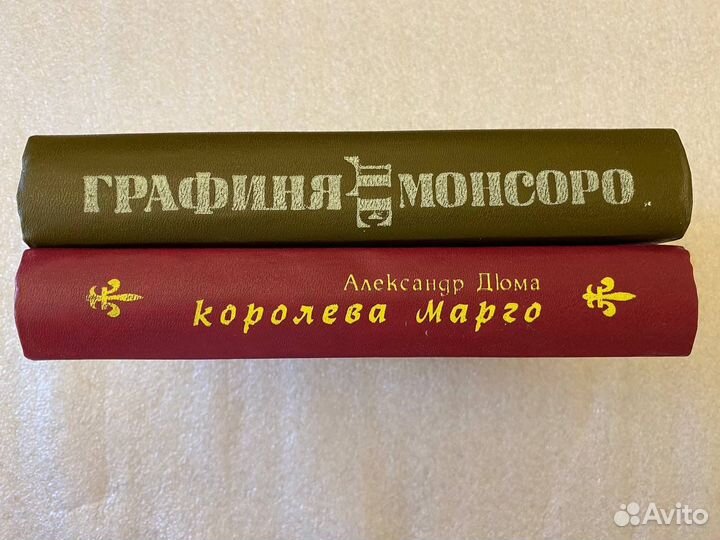 ГРАФИНЯ ДЕ МОНСОРО
Александр Дюма
королева Марго
Avito